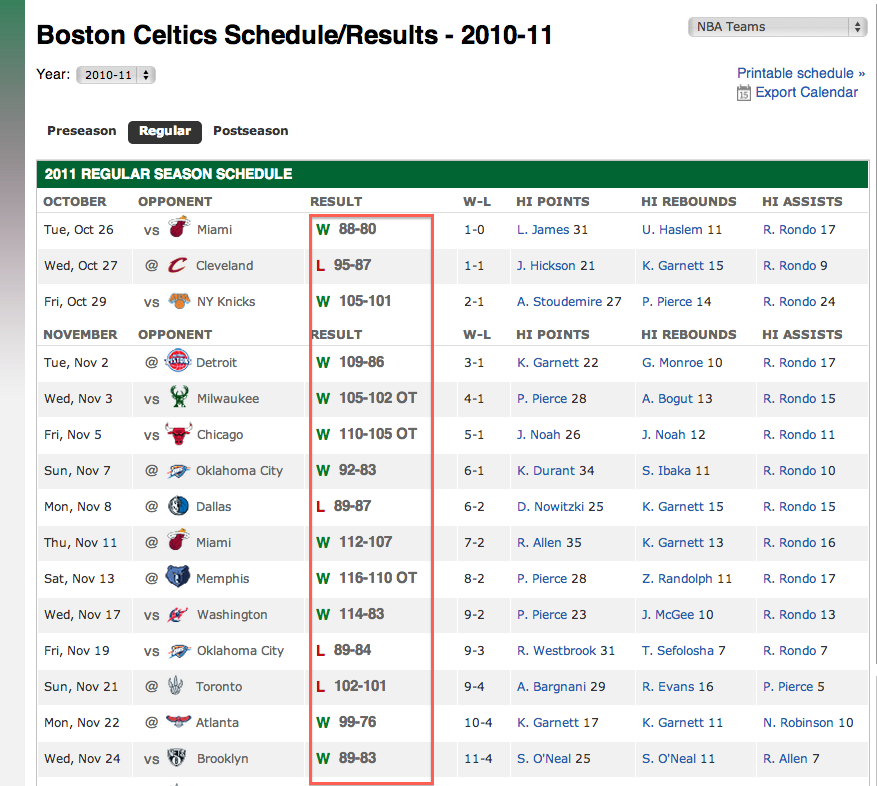 Boston Celtics Schedule/Results - 2010-11
NBA Teams
Year: 2010-11
Printable schedule »
15 Export Calendar
Preseason Regular Postseason
2011 REGULAR SEASON SCHEDULE
OCTOBER OPPONENT RESULT W-L HI POINTS HI REBOUNDS HI ASSISTS
Tue, Oct 26 vs Miami W 88-80 1-0 L. James 31 U. Haslem 11 R. Rondo 17
Wed, Oct 27 @ Cleveland L 95-87 1-1 J. Hickson 21 K. Garnett 15 R. Rondo 9
Fri, Oct 29 vs NY Knicks W 105-101 2-1 A. Stoudemire 27 P. Pierce 14 R. Rondo 24
NOVEMBER OPPONENT RESULT W-L HI POINTS HI REBOUNDS HI ASSISTS
Tue, Nov 2 @ Detroit W 109-86 3-1 K. Garnett 22 G. Monroe 10 R. Rondo 17
Wed, Nov 3 vs Milwaukee W 105-102 OT 4-1 P. Pierce 28 A. Bogut 13 R. Rondo 15
Fri, Nov 5 vs Chicago W 110-105 OT 5-1 J. Noah 26 J. Noah 12 R. Rondo 11
Sun, Nov 7 @ Oklahoma City W 92-83 6-1 K. Durant 34 S. Ibaka 11 R. Rondo 10
Mon, Nov 8 @ Dallas L 89-87 6-2 D. Nowitzki 25 K. Garnett 15 R. Rondo 15
Thu, Nov 11 @ Miami W 112-107 7-2 R. Allen 35 K. Garnett 13 R. Rondo 16
Sat, Nov 13 @ Memphis W 116-110 OT 8-2 P. Pierce 28 Z. Randolph 11 R. Rondo 17
Wed, Nov 17 vs Washington W 114-83 9-2 P. Pierce 23 J. McGee 10 R. Rondo 13
Fri, Nov 19 vs Oklahoma City L 89-84 9-3 R. Westbrook 31 T. Sefolosha 7 R. Rondo 7
Sun, Nov 21 @ Toronto L 102-101 9-4 A. Bargnani 29 R. Evans 16 P. Pierce 5
Mon, Nov 22 @ Atlanta W 99-76 10-4 K. Garnett 17 K. Garnett 11 N. Robinson 10
Wed, Nov 24 vs Brooklyn W 89-83 11-4 S. O'Neal 25 S. O'Neal 11 R. Allen 7